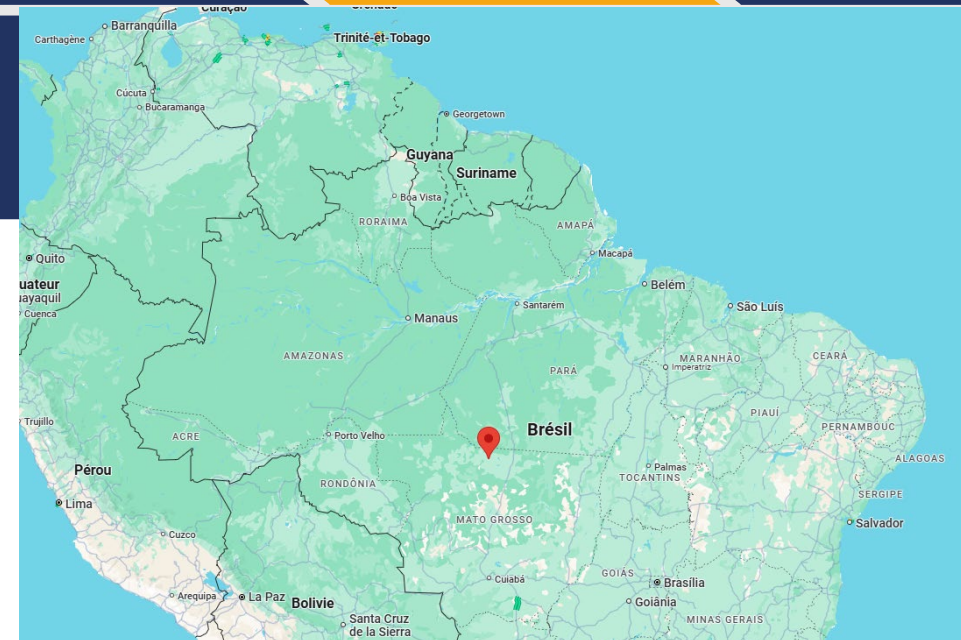 Curaçao
Barranquilla
Carthagène
Trinité-et-Tobago
Cúcuta
Bucaramanga
Georgetown
Guyana
Suriname
Boa Vista
RORAIMA
AMAPÁ
Quito
Macapá
uateur
ayaquil
Cuenca
Belém
Santarém
São Luís
Manaus
AMAZONAS
MARANHÃO
CEARÁ
Imperatriz
PARÁ
PIAUÍ
Trujillo
ACRE
Porto Velho
Brésil
PERNAMBOUC
ALAGOAS
Pérou
Palmas
TOCANTINS
RONDÔNIA
SERGIPE
Lima
MATO GROSSO
Salvador
Cuzco
Cuiabá
GOIÁS
Brasília
Arequipa
La Paz
Bolivie
Goiânia
Santa Cruz
de la Sierra
MINAS GERAIS